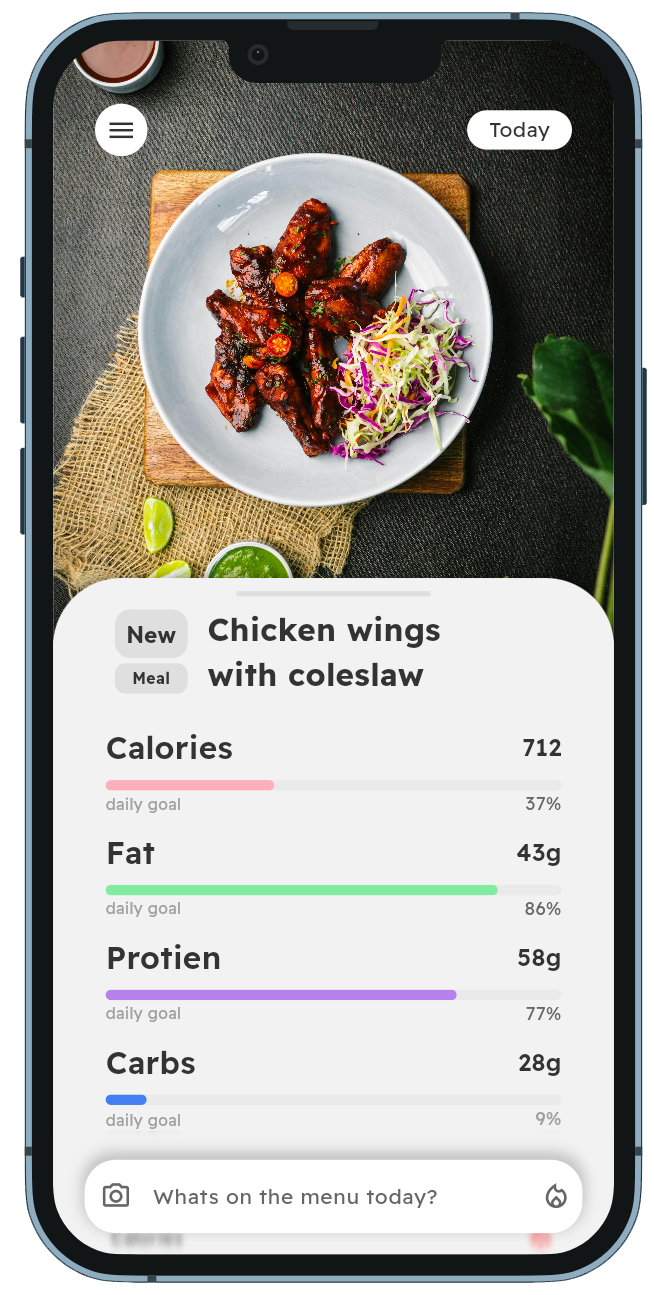 Today
New
Meal
Chicken wings
with coleslaw
Calories 712
daily goal 37%
Fat 43g
daily goal 86%
Protien 58g
daily goal 77%
Carbs 28g
daily goal 9%
Whats on the menu today?
Calories